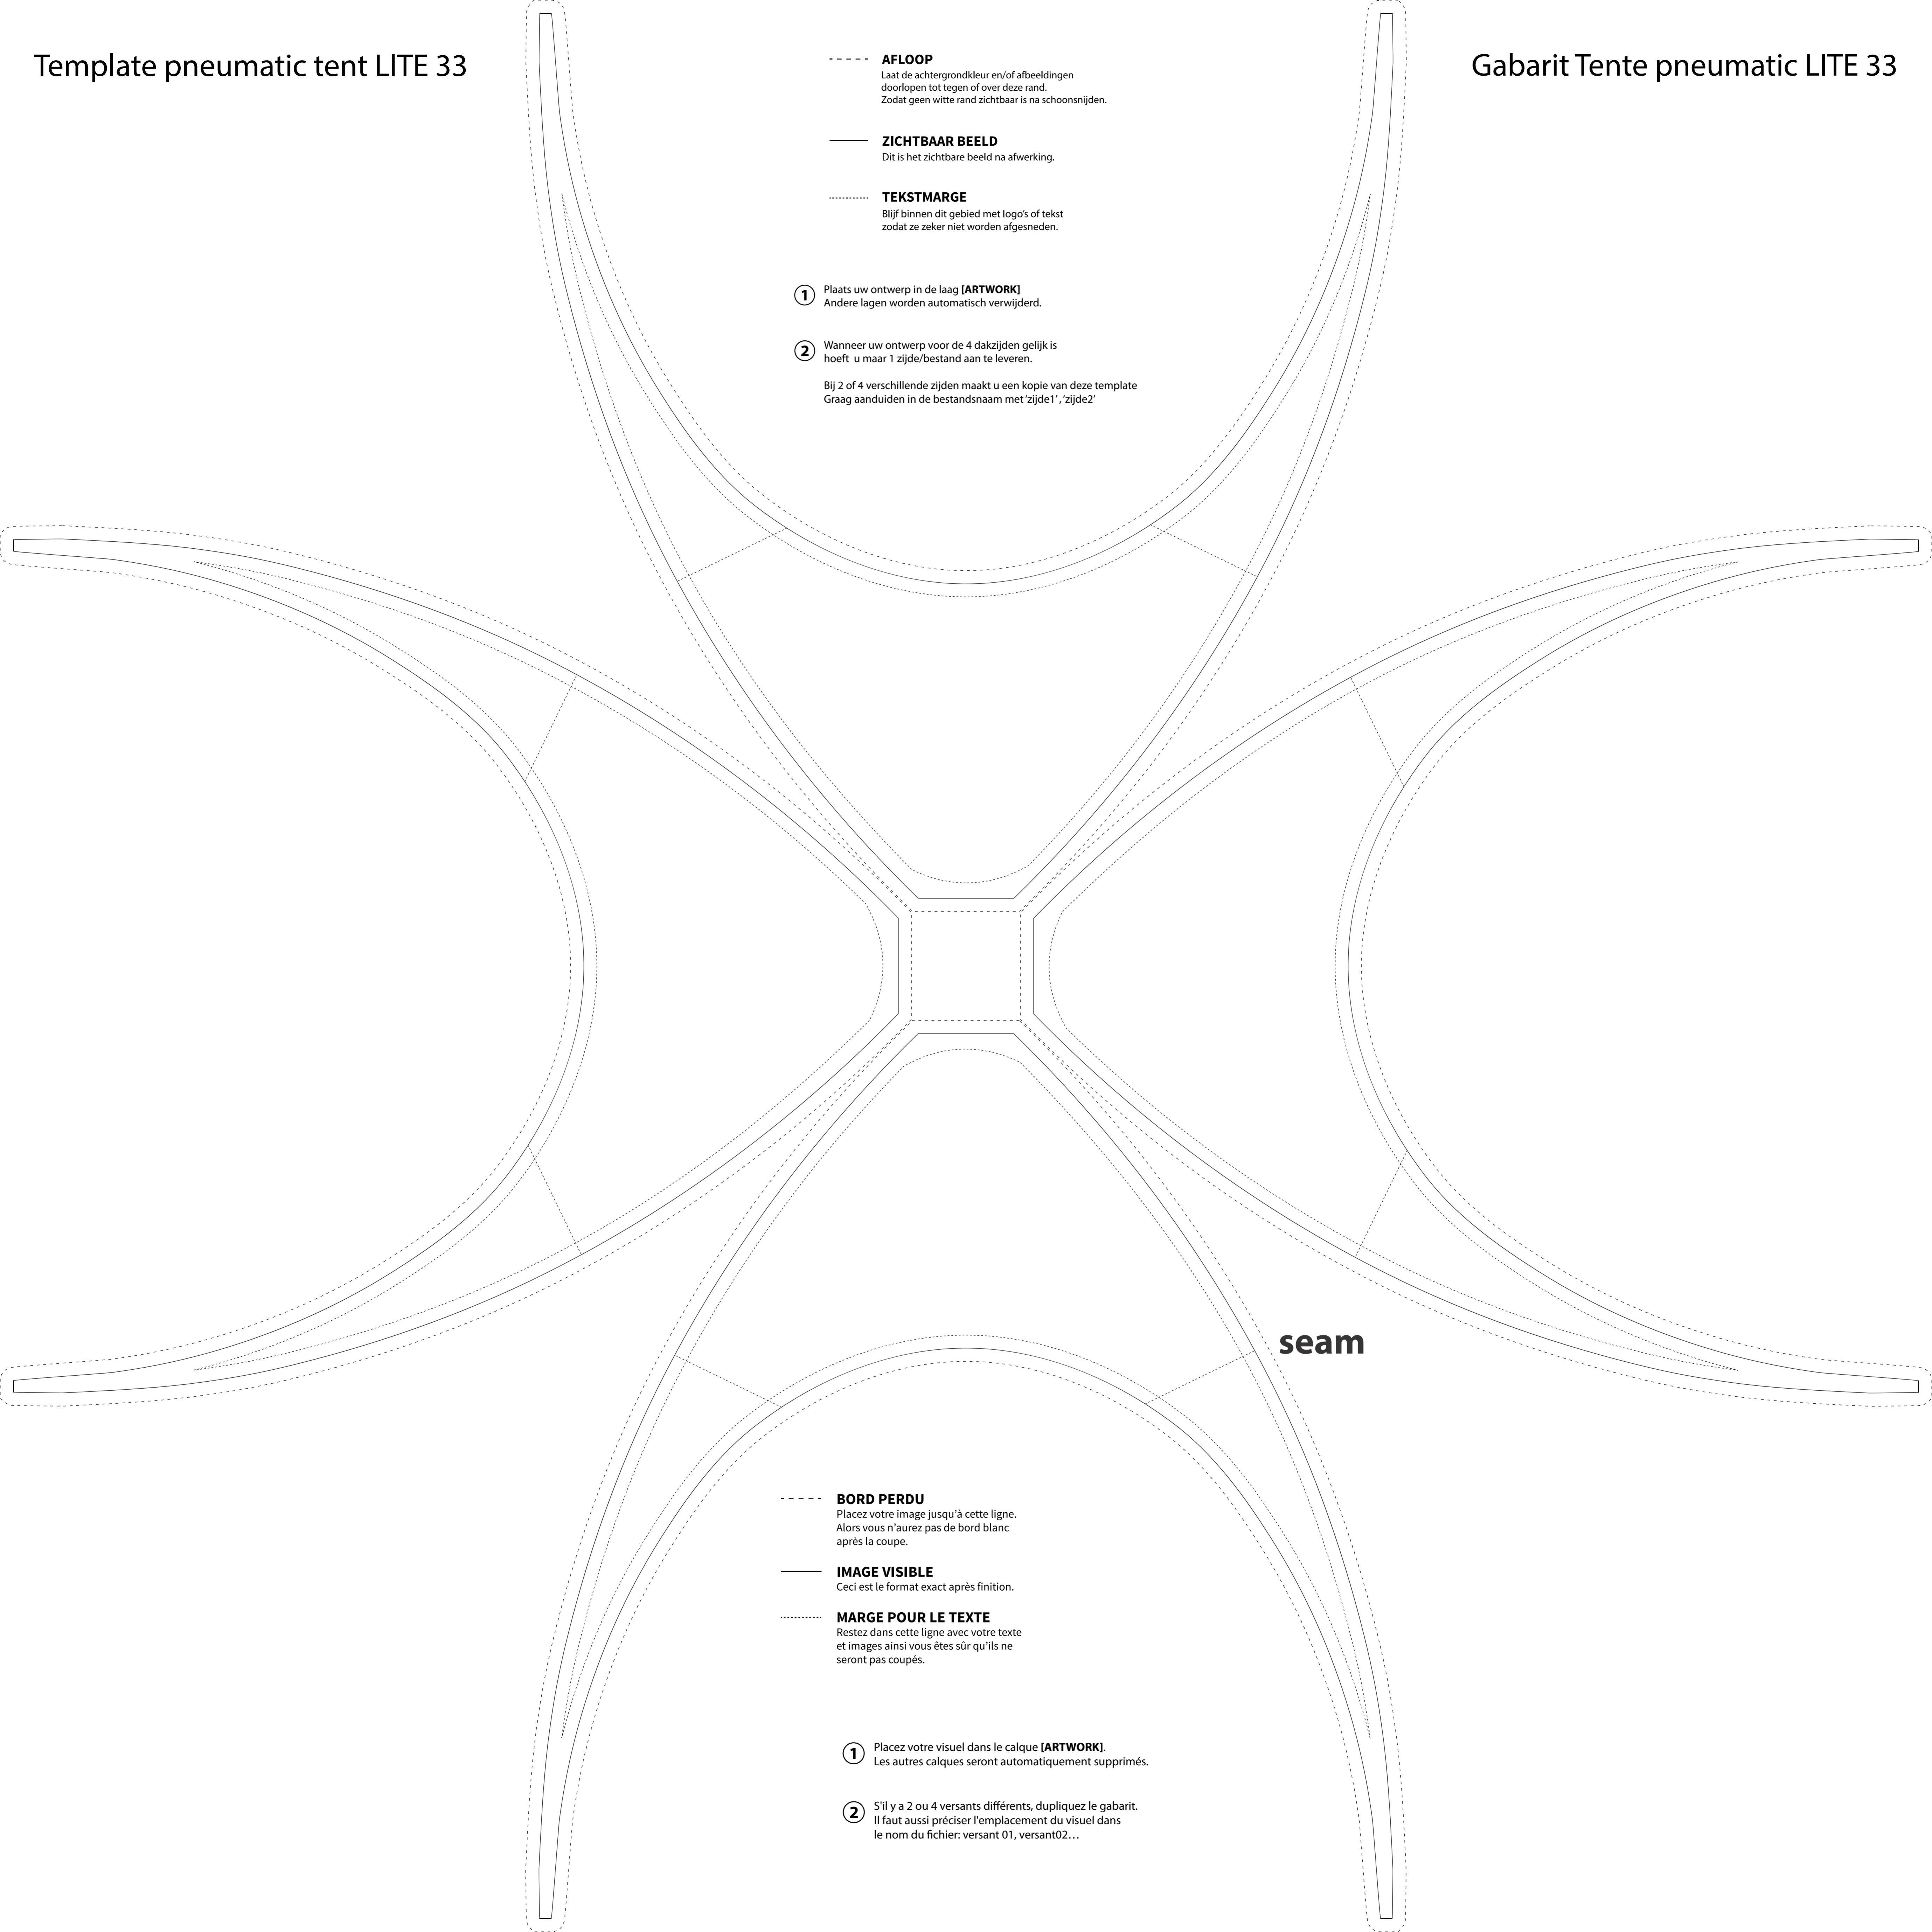 Template pneumatic tent LITE 33
Gabarit Tente pneumatic LITE 33
AFLOOP
Laat de achtergrondkleur en/of afbeeldingen
doorlopen tot tegen of over deze rand.
Zodat geen witte rand zichtbaar is na schoonsnijden.
ZICHTBAAR BEELD
Dit is het zichtbare beeld na afwerking.
TEKSTMARGE
Blijf binnen dit gebied met logo's of tekst
zodat ze zeker niet worden afgesneden.
1 Plaats uw ontwerp in de laag [ARTWORK]
Andere lagen worden automatisch verwijderd.
2 Wanneer uw ontwerp voor de 4 dakzijden gelijk is
hoeft u maar 1 zijde/bestand aan te leveren.
Bij 2 of 4 verschillende zijden maakt u een kopie van deze template
Graag aanduiden in de bestandsnaam met 'zijde1', 'zijde2'
seam
BORD PERDU
Placez votre image jusqu'à cette ligne.
Alors vous n'aurez pas de bord blanc
après la coupe.
IMAGE VISIBLE
Ceci est le format exact après finition.
MARGE POUR LE TEXTE
Restez dans cette ligne avec votre texte
et images ainsi vous êtes sûr qu'ils ne
seront pas coupés.
1 Placez votre visuel dans le calque [ARTWORK].
Les autres calques seront automatiquement supprimés.
2 S'il y a 2 ou 4 versants différents, dupliquez le gabarit.
Il faut aussi préciser l'emplacement du visuel dans
le nom du fichier: versant 01, versant02…